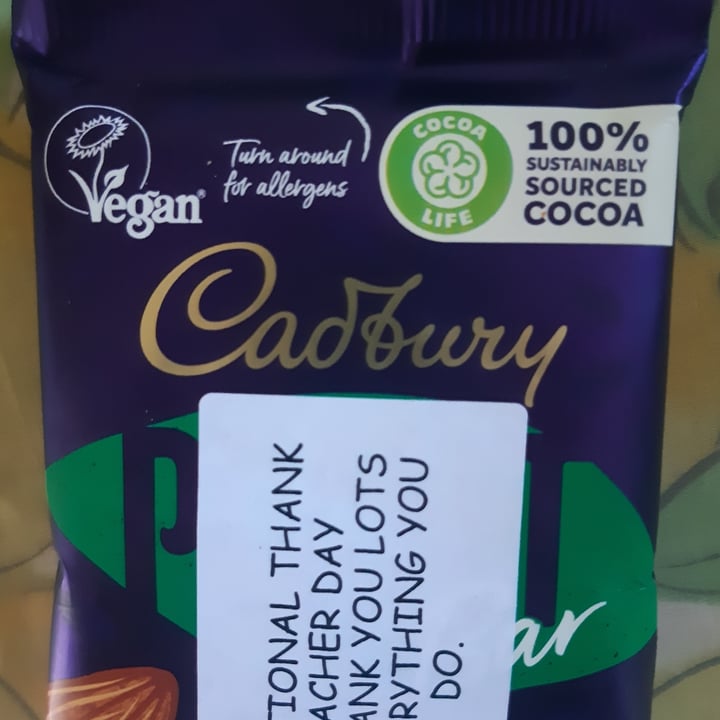 Vegan
Turn around
for allergens
COCOA
LIFE
100%
SUSTAINABLY
SOURCED
COCOA
Cadbury
P
ar
TIONAL THANK
ACHER DAY
ANK YOU LOTS
RYTHING YOU
DO.